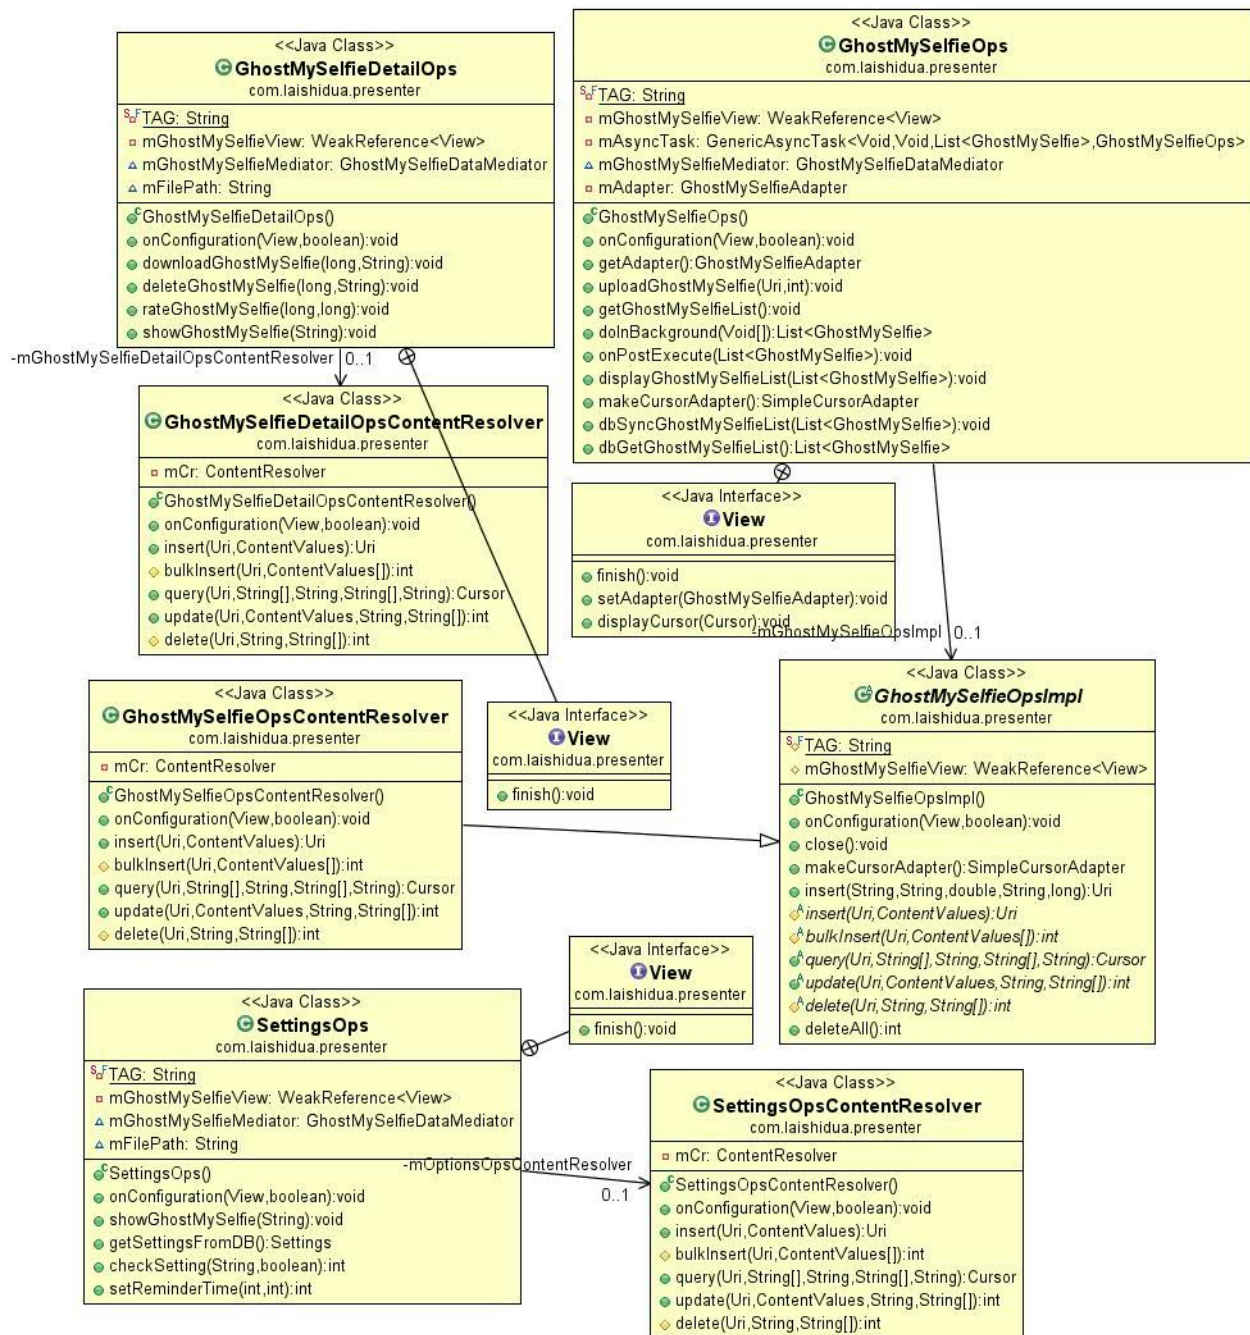 <<Java Class>>
GhostMySelfieDetailOps
com.laishidua.presenter
TAG: String
mGhostMySelfieView: WeakReference<View>
mGhostMySelfieMediator: GhostMySelfieDataMediator
mFilePath: String
GhostMySelfieDetailOps()
onConfiguration(View,boolean):void
downloadGhostMySelfie(long,String):void
deleteGhostMySelfie(long,String):void
rateGhostMySelfie(long,long):void
showGhostMySelfie(String):void
<<Java Class>>
GhostMySelfieOps
com.laishidua.presenter
TAG: String
mGhostMySelfieView: WeakReference<View>
mAsyncTask: GenericAsyncTask<Void,Void,List<GhostMySelfie>,GhostMySelfieOps>
mGhostMySelfieMediator: GhostMySelfieDataMediator
mAdapter: GhostMySelfieAdapter
GhostMySelfieOps()
onConfiguration(View,boolean):void
getAdapter():GhostMySelfieAdapter
uploadGhostMySelfie(Uri,int):void
getGhostMySelfieList():void
doInBackground(Void[]):List<GhostMySelfie>
onPostExecute(List<GhostMySelfie>):void
displayGhostMySelfieList(List<GhostMySelfie>):void
makeCursorAdapter():SimpleCursorAdapter
dbSyncGhostMySelfieList(List<GhostMySelfie>):void
dbGetGhostMySelfieList():List<GhostMySelfie>
-mGhostMySelfieDetailOpsContentResolver 0..1
<<Java Class>>
GhostMySelfieDetailOpsContentResolver
com.laishidua.presenter
mCr: ContentResolver
GhostMySelfieDetailOpsContentResolver()
onConfiguration(View,boolean):void
insert(Uri,ContentValues):Uri
bulkInsert(Uri,ContentValues[]):int
query(Uri,String[],String,String[],String):Cursor
update(Uri,ContentValues,String,String[]):int
delete(Uri,String,String[]):int
<<Java Interface>>
View
com.laishidua.presenter
finish():void
setAdapter(GhostMySelfieAdapter):void
displayCursor(Cursor):void
-mGhostMySelfieOpsImpl 0..1
<<Java Class>>
GhostMySelfieOpsContentResolver
com.laishidua.presenter
mCr: ContentResolver
GhostMySelfieOpsContentResolver()
onConfiguration(View,boolean):void
insert(Uri,ContentValues):Uri
bulkInsert(Uri,ContentValues[]):int
query(Uri,String[],String,String[],String):Cursor
update(Uri,ContentValues,String,String[]):int
delete(Uri,String,String[]):int
<<Java Interface>>
View
com.laishidua.presenter
finish():void
<<Java Class>>
GhostMySelfieOpsImpl
com.laishidua.presenter
TAG: String
mGhostMySelfieView: WeakReference<View>
GhostMySelfieOpsImpl()
onConfiguration(View,boolean):void
close():void
makeCursorAdapter():SimpleCursorAdapter
insert(String,String,double,String,long):Uri
insert(Uri,ContentValues):Uri
bulkInsert(Uri,ContentValues[]):int
query(Uri,String[],String,String[],String):Cursor
update(Uri,ContentValues,String,String[]):int
delete(Uri,String,String[]):int
deleteAll():int
<<Java Interface>>
View
com.laishidua.presenter
finish():void
<<Java Class>>
SettingsOps
com.laishidua.presenter
TAG: String
mGhostMySelfieView: WeakReference<View>
mGhostMySelfieMediator: GhostMySelfieDataMediator
mFilePath: String
SettingsOps()
onConfiguration(View,boolean):void
showGhostMySelfie(String):void
getSettingsFromDB():Settings
checkSetting(String,boolean):int
setReminderTime(int,int):int
-mOptionsOpsContentResolver
0..1
<<Java Class>>
SettingsOpsContentResolver
com.laishidua.presenter
mCr: ContentResolver
SettingsOpsContentResolver()
onConfiguration(View,boolean):void
insert(Uri,ContentValues):Uri
bulkInsert(Uri,ContentValues[]):int
query(Uri,String[],String,String[],String):Cursor
update(Uri,ContentValues,String,String[]):int
delete(Uri,String,String[]):int